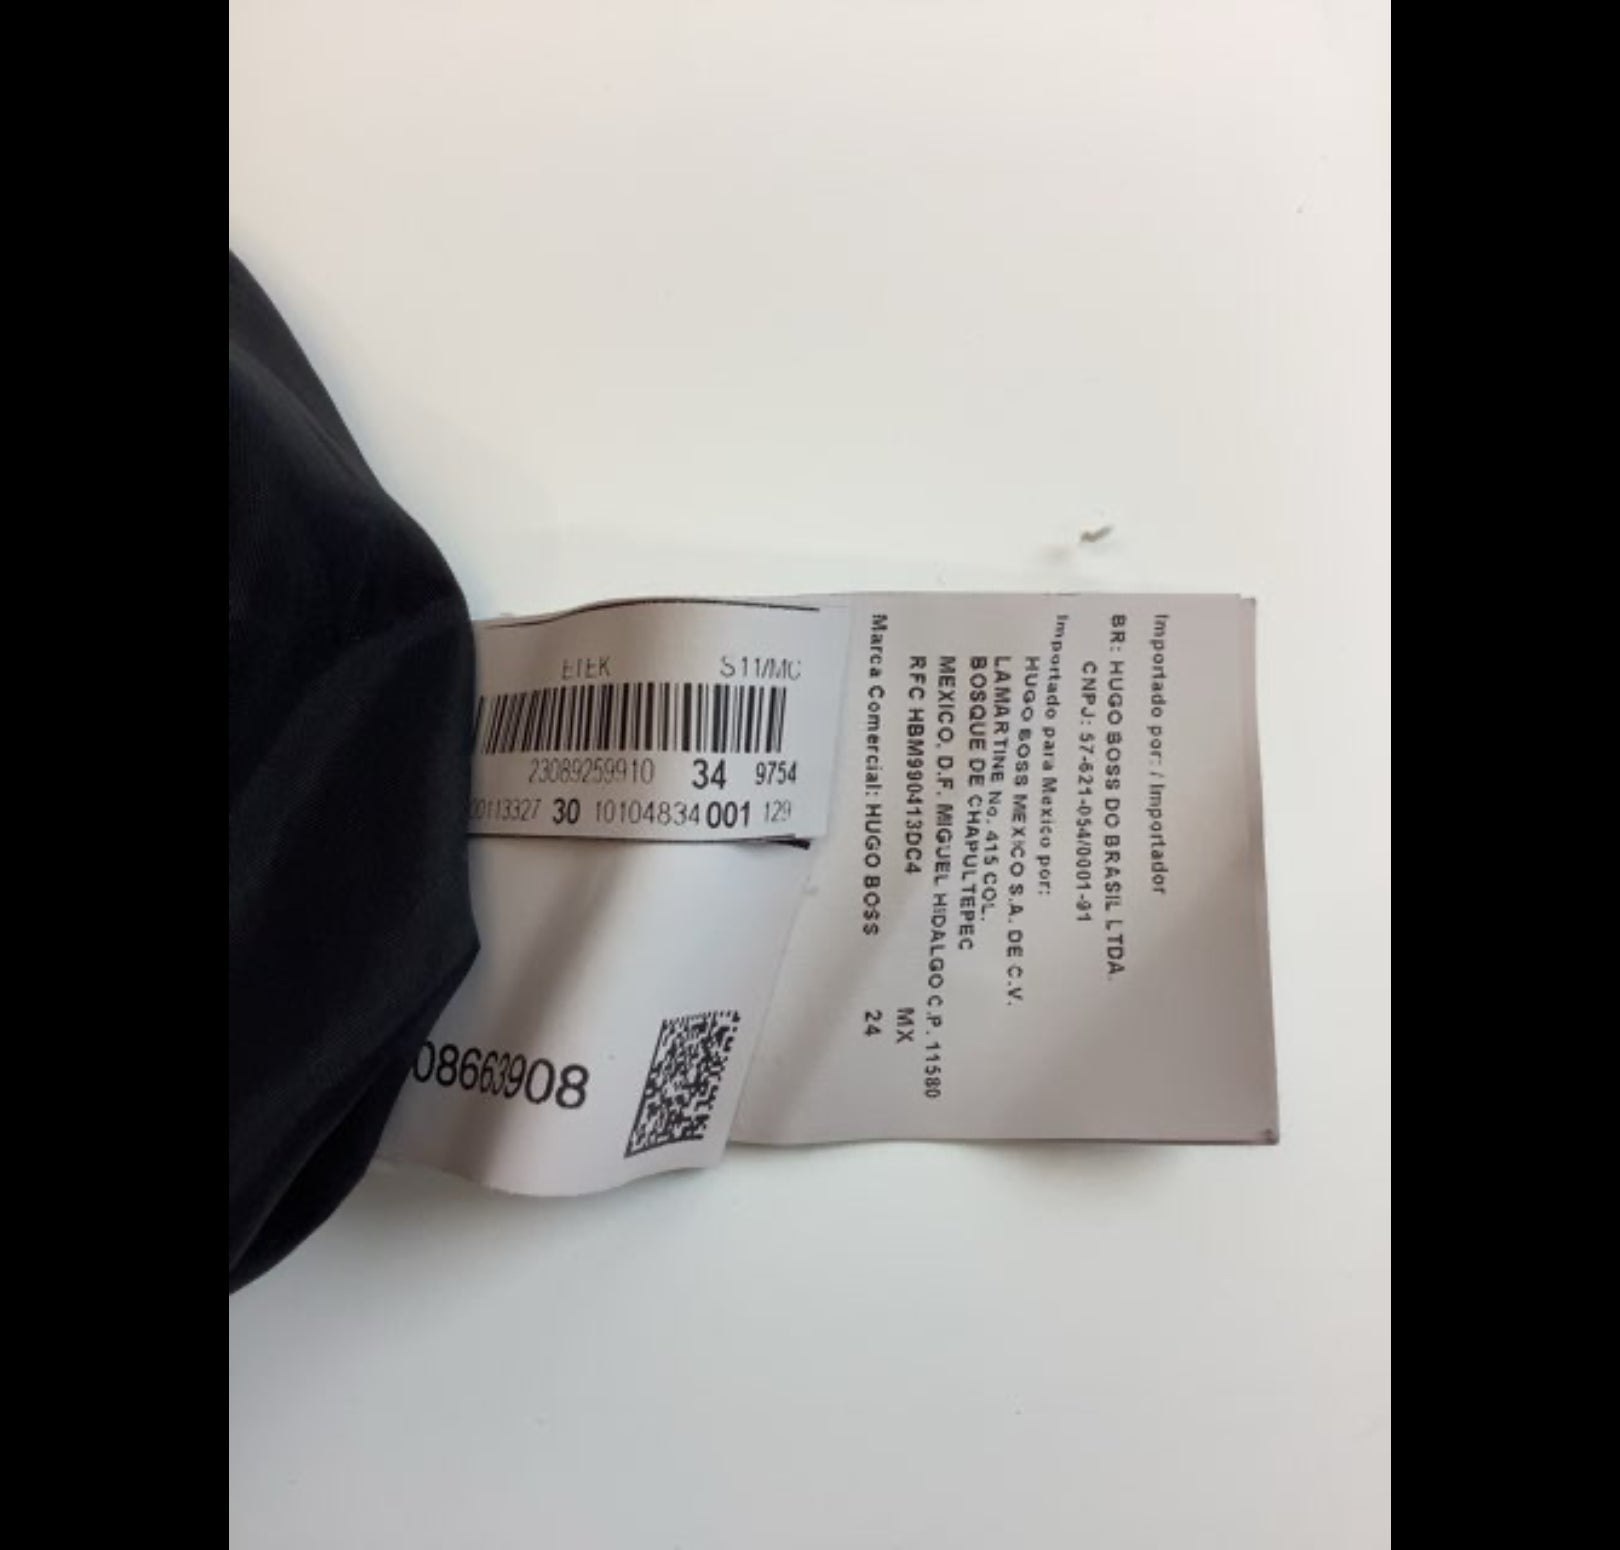 ETEK S11/MC
23089259910 34 9754
00113327 30 10104834 001 129
08663908
Importado por: / Importador
BR: HUGO BOSS DO BRASIL LTDA.
CNPJ: 57-621-054/0001-91
Importado para Mexico por:
HUGO BOSS MEXICO S.A. DE C.V.
LAMARTINE No. 415 COL.
BOSQUE DE CHAPULTEPEC
MEXICO, D.F. MIGUEL HIDALGO C.P. 11580
RFC HBM990413DC4 MX
Marca Comercial: HUGO BOSS 24